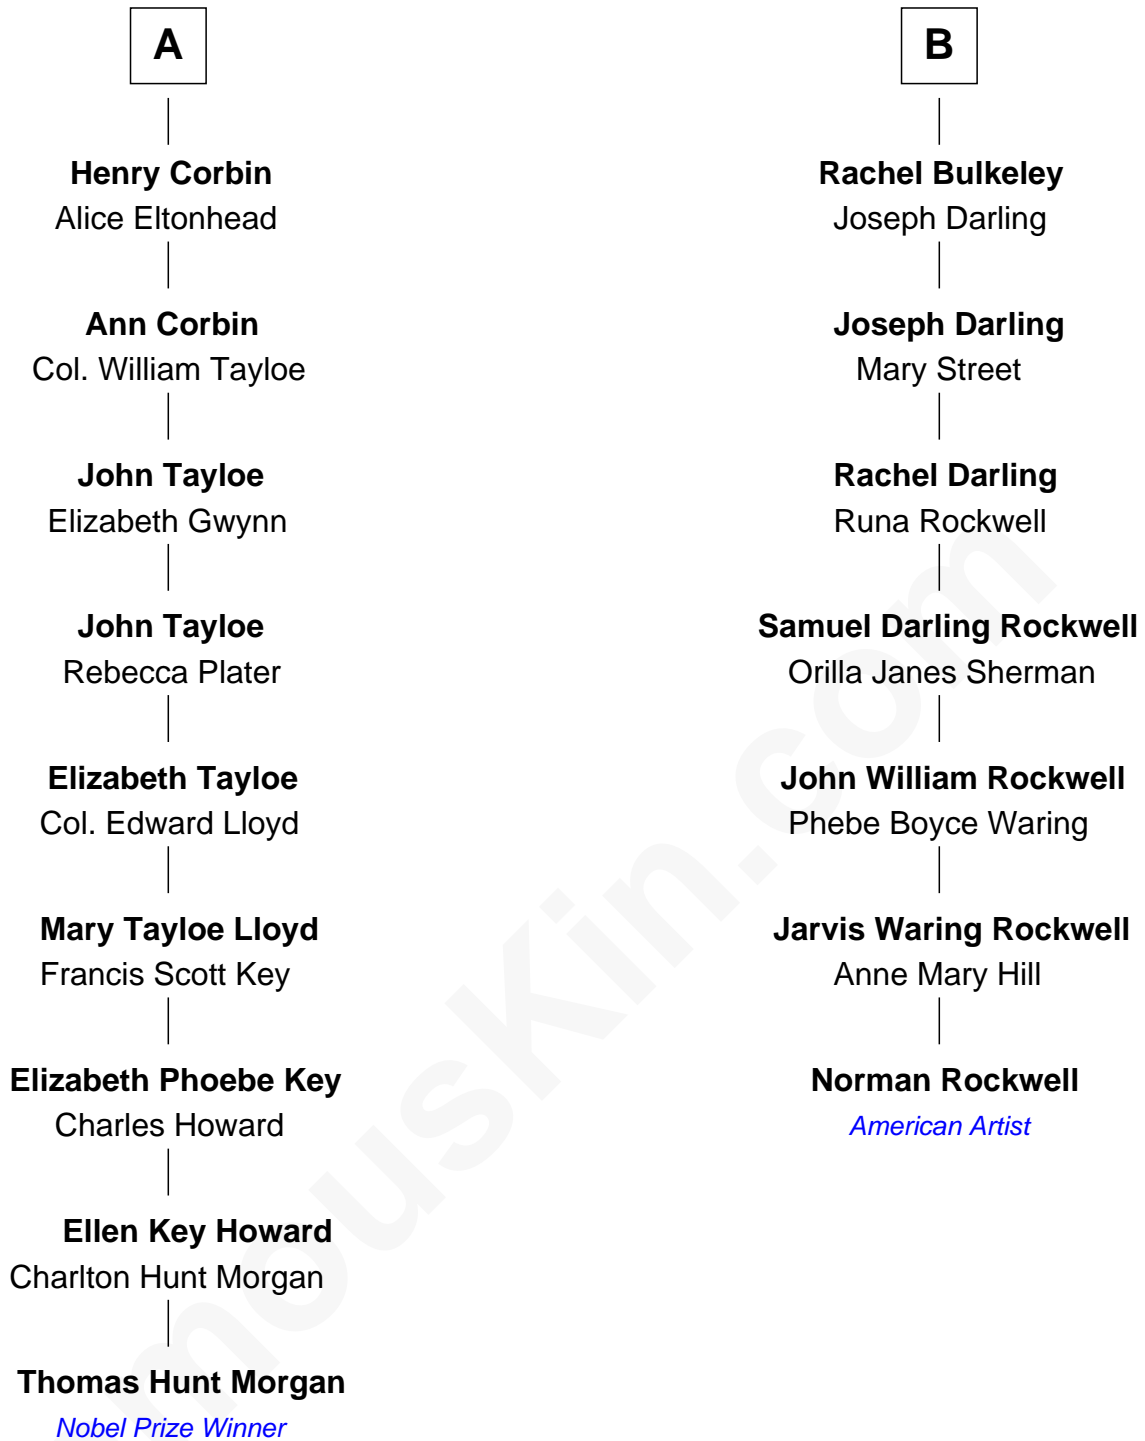 A
Henry Corbin
Alice Eltonhead
Ann Corbin
Col. William Tayloe
John Tayloe
Elizabeth Gwynn
John Tayloe
Rebecca Plater
Elizabeth Tayloe
Col. Edward Lloyd
Mary Tayloe Lloyd
Francis Scott Key
Elizabeth Phoebe Key
Charles Howard
Ellen Key Howard
Charlton Hunt Morgan
Thomas Hunt Morgan
Nobel Prize Winner
B
Rachel Bulkeley
Joseph Darling
Joseph Darling
Mary Street
Rachel Darling
Runa Rockwell
Samuel Darling Rockwell
Orilla Janes Sherman
John William Rockwell
Phebe Boyce Waring
Jarvis Waring Rockwell
Anne Mary Hill
Norman Rockwell
American Artist
mousKin.com